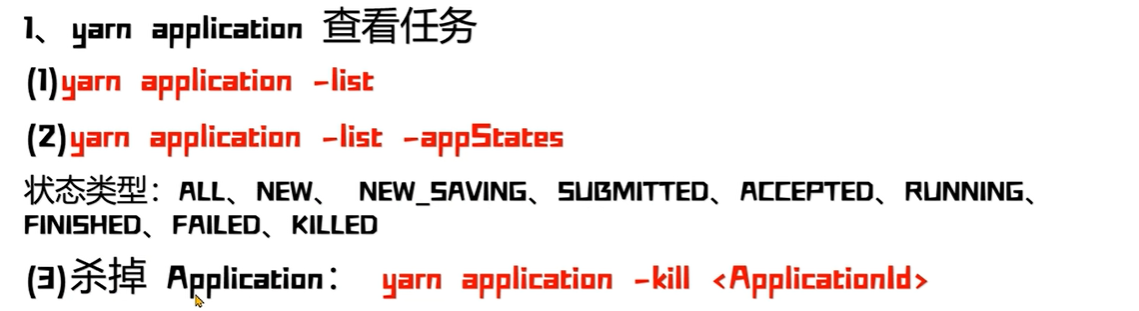 1、yarn application 查看任务
(1)yarn application -list
(2)yarn application -list -appStates
状态类型：ALL、NEW、 NEW_SAVING、SUBMITTED、ACCEPTED、RUNNING、
FINISHED、FAILED、KILLED
(3)杀掉 Application： yarn application -kill <ApplicationId>